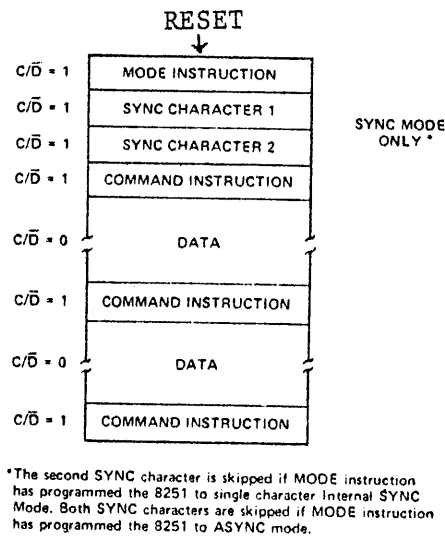 RESET
C/D̅ = 1 MODE INSTRUCTION
C/D̅ = 1 SYNC CHARACTER 1
C/D̅ = 1 SYNC CHARACTER 2
SYNC MODE
ONLY *
C/D̅ = 1 COMMAND INSTRUCTION
C/D̅ = 0 DATA
C/D̅ = 1 COMMAND INSTRUCTION
C/D̅ = 0 DATA
C/D̅ = 1 COMMAND INSTRUCTION
*The second SYNC character is skipped if MODE instruction
has programmed the 8251 to single character Internal SYNC
Mode. Both SYNC characters are skipped if MODE instruction
has programmed the 8251 to ASYNC mode.